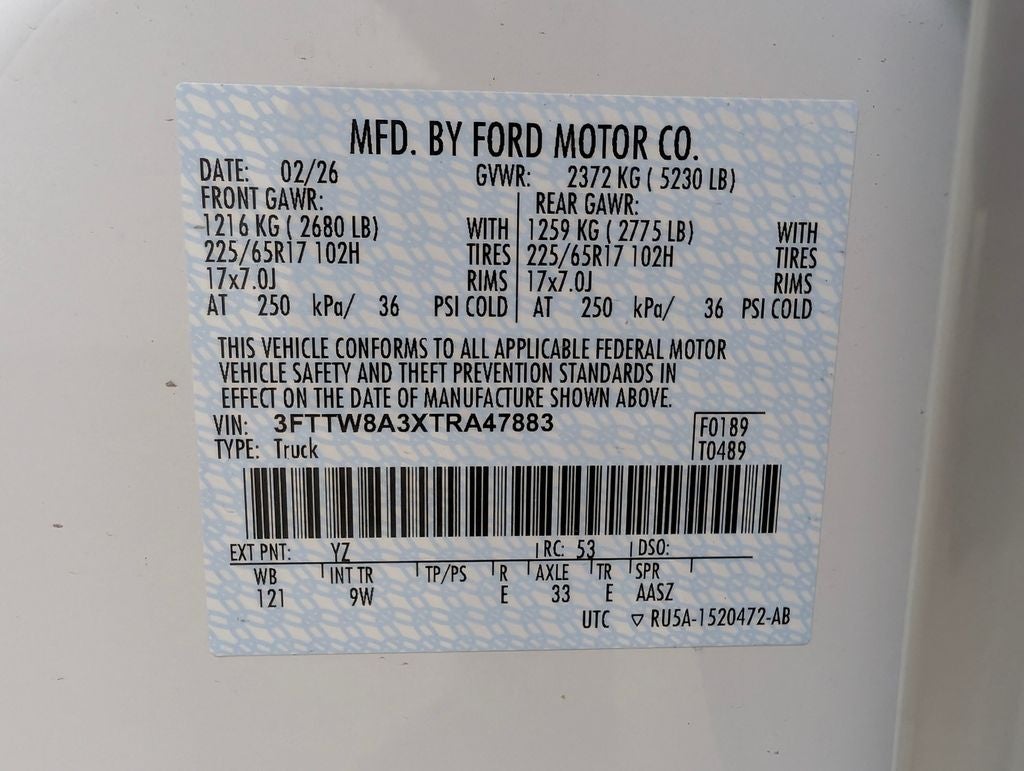 MFD. BY FORD MOTOR CO.
DATE: 02/26 GVWR: 2372 KG ( 5230 LB)
FRONT GAWR: REAR GAWR:
1216 KG ( 2680 LB) WITH 1259 KG ( 2775 LB) WITH
225/65R17 102H TIRES 225/65R17 102H TIRES
17x7.0J RIMS 17x7.0J RIMS
AT 250 kPa/ 36 PSI COLD AT 250 kPa/ 36 PSI COLD
THIS VEHICLE CONFORMS TO ALL APPLICABLE FEDERAL MOTOR
VEHICLE SAFETY AND THEFT PREVENTION STANDARDS IN
EFFECT ON THE DATE OF MANUFACTURE SHOWN ABOVE.
VIN: 3FTTW8A3XTRA47883 F0189
TYPE: Truck T0489
EXT PNT: YZ RC: 53 DSO:
WB INT TR TP/PS R AXLE TR SPR
121 9W E 33 E AASZ
UTC ▽ RU5A-1520472-AB